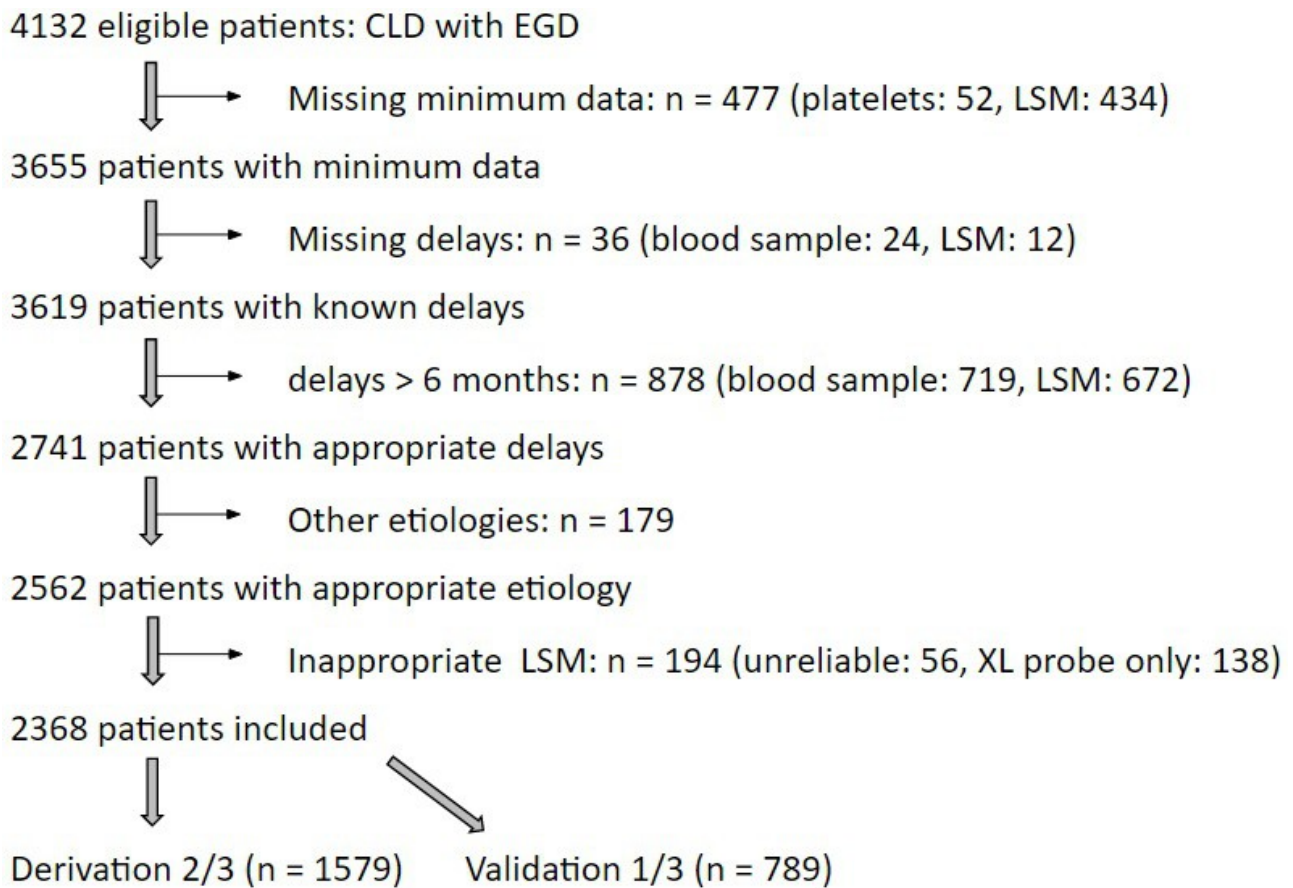 4132 eligible patients: CLD with EGD
Missing minimum data: n = 477 (platelets: 52, LSM: 434)
3655 patients with minimum data
Missing delays: n = 36 (blood sample: 24, LSM: 12)
3619 patients with known delays
delays > 6 months: n = 878 (blood sample: 719, LSM: 672)
2741 patients with appropriate delays
Other etiologies: n = 179
2562 patients with appropriate etiology
Inappropriate LSM: n = 194 (unreliable: 56, XL probe only: 138)
2368 patients included
Derivation 2/3 (n = 1579) Validation 1/3 (n = 789)